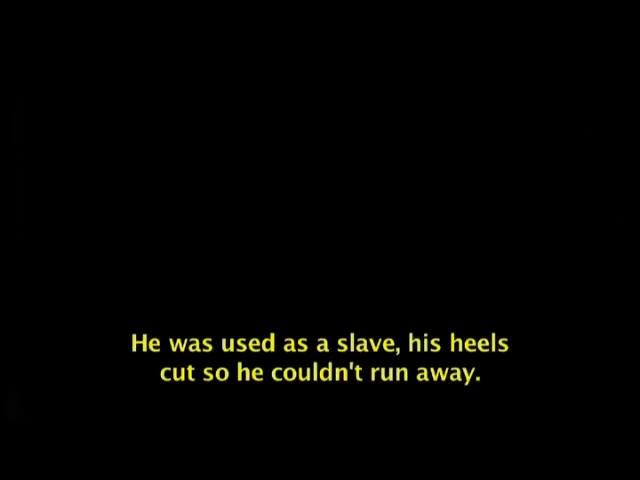 He was used as a slave, his heels
cut so he couldn't run away.